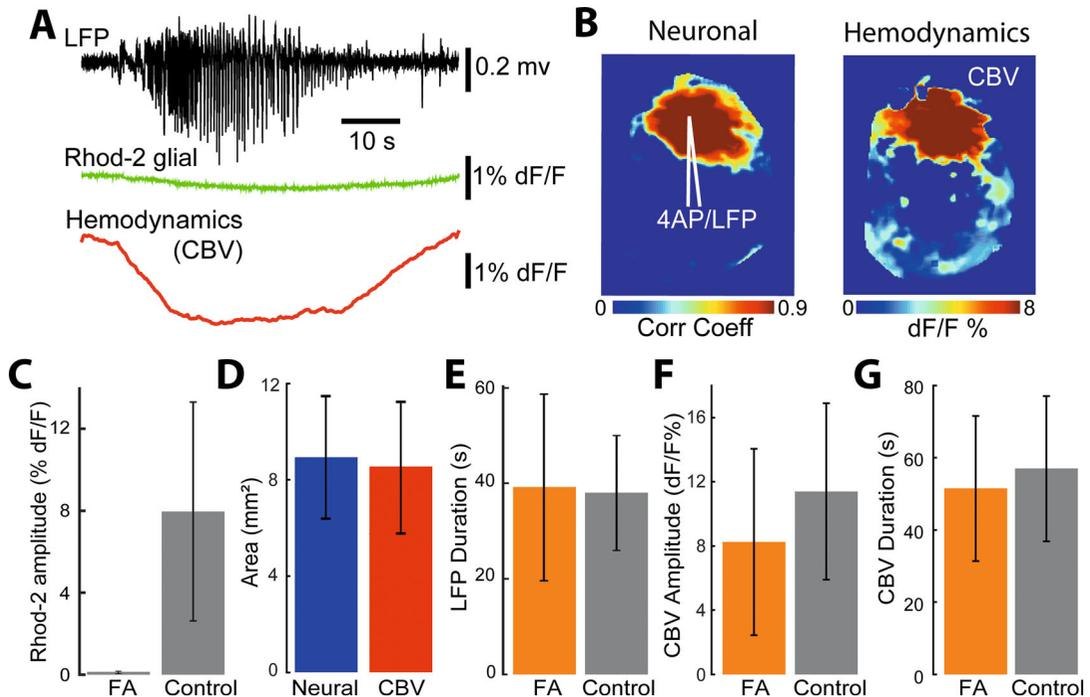 A
LFP
0.2 mv
10 s
Rhod-2 glial
1% dF/F
Hemodynamics
(CBV)
1% dF/F
B
Neuronal
Hemodynamics
CBV
4AP/LFP
0
0.9
Corr Coeff
0
8
dF/F %
C
Rhod-2 amplitude (% dF/F)
12
8
4
0
FA
Control
D
Area (mm²)
12
8
4
0
Neural
CBV
E
LFP Duration (s)
60
40
20
0
FA
Control
F
CBV Amplitude (dF/F%)
16
12
8
4
0
FA
Control
G
CBV Duration (s)
80
60
40
20
0
FA
Control